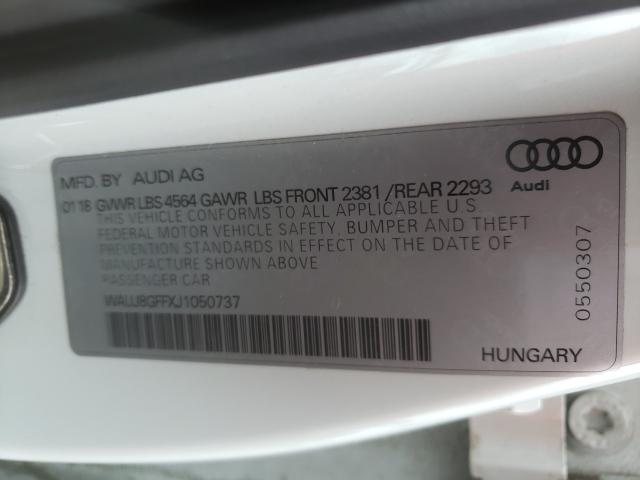 MFD. BY AUDI AG
01 18 GVWR LBS 4564 GAWR LBS FRONT 2381 /REAR 2293
THIS VEHICLE CONFORMS TO ALL APPLICABLE U.S.
FEDERAL MOTOR VEHICLE SAFETY, BUMPER AND THEFT
PREVENTION STANDARDS IN EFFECT ON THE DATE OF
MANUFACTURE SHOWN ABOVE
PASSENGER CAR
WAUJ8GFFXJ1050737
Audi
0550307
HUNGARY